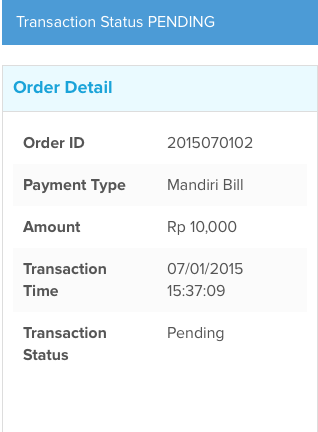 Transaction Status PENDING
Order Detail
Order ID 2015070102
Payment Type Mandiri Bill
Amount Rp 10,000
Transaction Time 07/01/2015 15:37:09
Transaction Status Pending